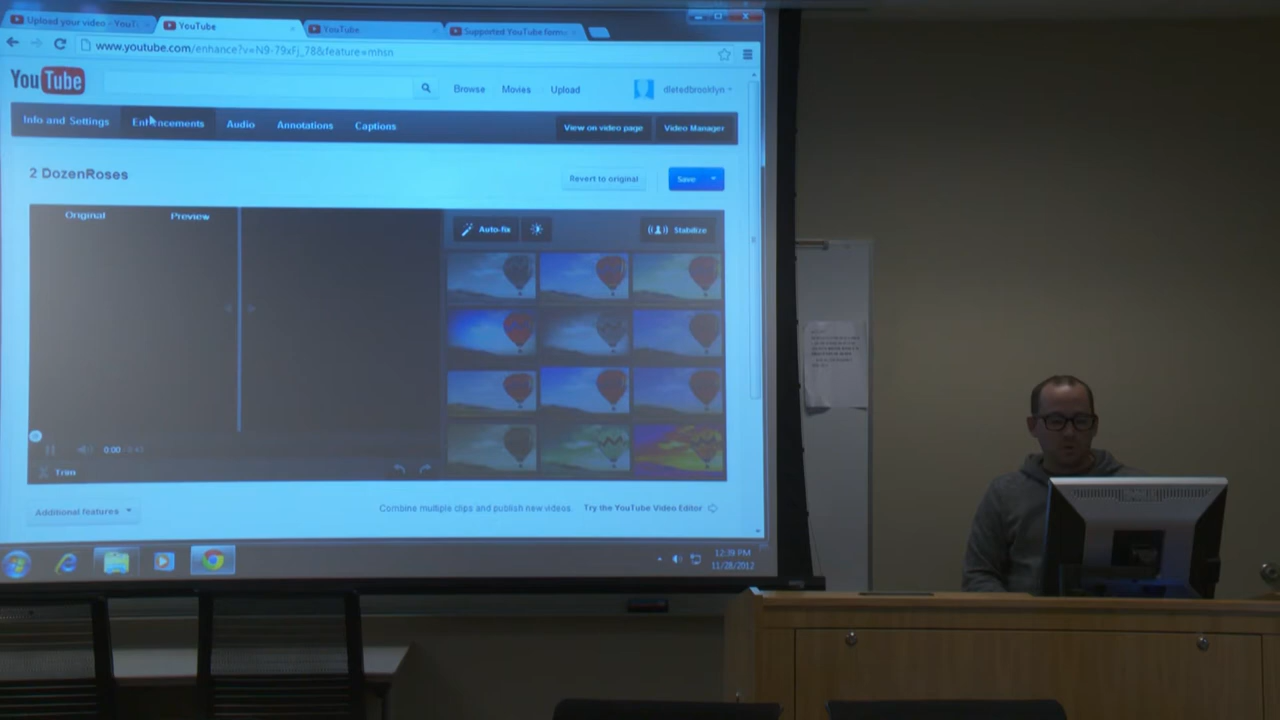 Upload your video - YouT
YouTube
YouTube
Supported YouTube form
www.youtube.com/enhance?v=N9-79xFj_78&feature=mhsn
YouTube
Browse
Movies
Upload
dletedbrooklyn
Info and Settings
Enhancements
Audio
Annotations
Captions
View on video page
Video Manager
2 DozenRoses
Revert to original
Save
Original
Preview
Auto-fix
Stabilize
0:00 / 3:43
Trim
Additional features
Combine multiple clips and publish new videos.
Try the YouTube Video Editor
12:39 PM
11/28/2012